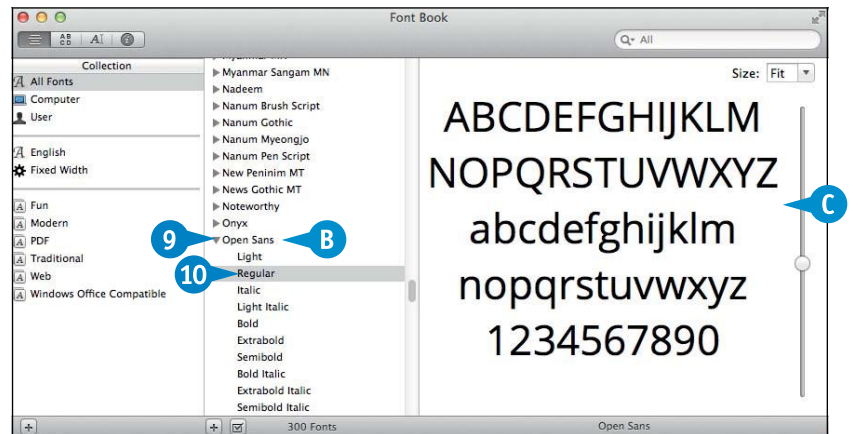 Font Book
AB
CD
AI
All
Collection
All Fonts
Computer
User
English
Fixed Width
Fun
Modern
PDF
Traditional
Web
Windows Office Compatible
Myanmar Sangam MN
Nadeem
Nanum Brush Script
Nanum Gothic
Nanum Myeongjo
Nanum Pen Script
New Peninim MT
News Gothic MT
Noteworthy
Onyx
9 Open Sans B
Light
10 Regular
Italic
Light Italic
Bold
Extrabold
Semibold
Bold Italic
Extrabold Italic
Semibold Italic
300 Fonts
Size: Fit
ABCDEFGHIJKLM
NOPQRSTUVWXYZ
C
abcdefghijklm
nopqrstuvwxyz
1234567890
Open Sans